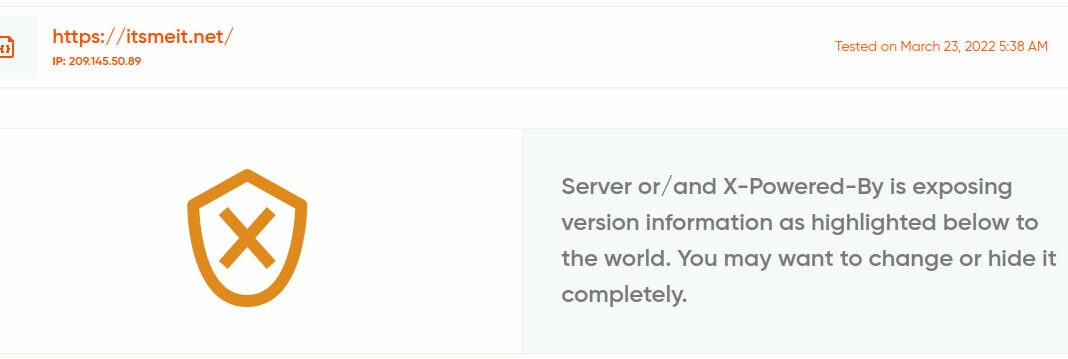 https://itsmeit.net/
IP: 209.145.50.89
Tested on March 23, 2022 5:38 AM
Server or/and X-Powered-By is exposing
version information as highlighted below to
the world. You may want to change or hide it
completely.